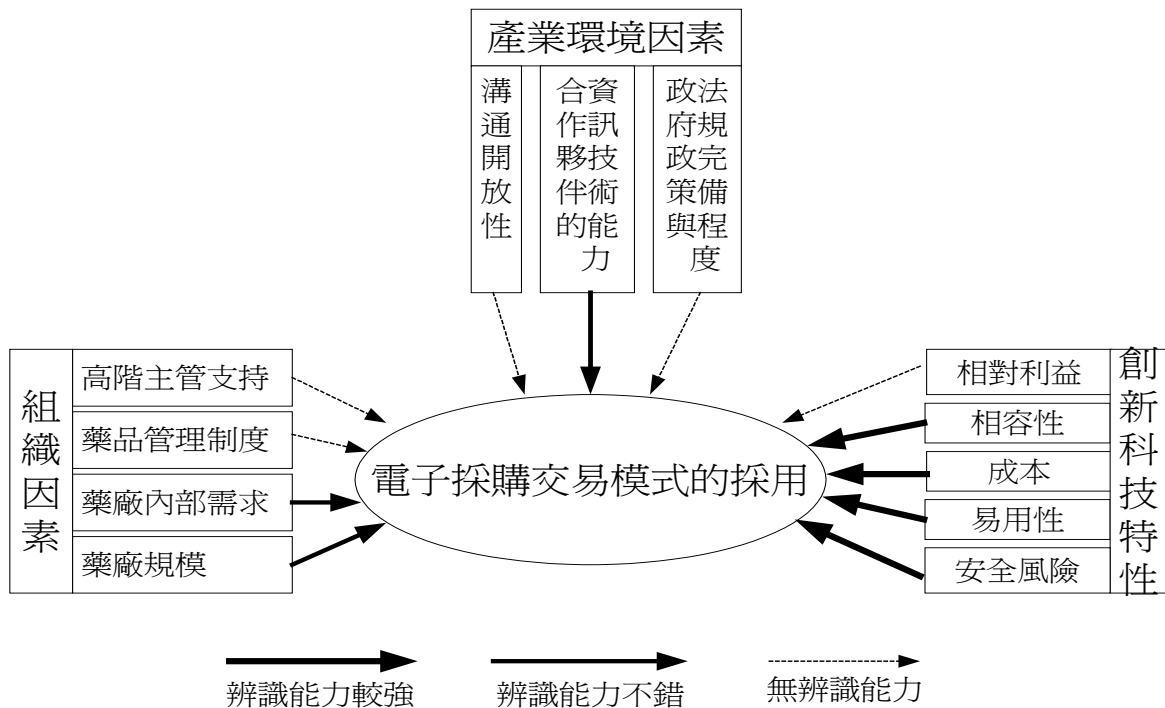 產業環境因素
溝通開放性
合作夥伴的
資訊技術能力
政府政策與
法規完備程度
組織因素
高階主管支持
藥品管理制度
藥廠內部需求
藥廠規模
電子採購交易模式的採用
相對利益
相容性
成本
易用性
安全風險
創新科技特性
辨識能力較強
辨識能力不錯
無辨識能力